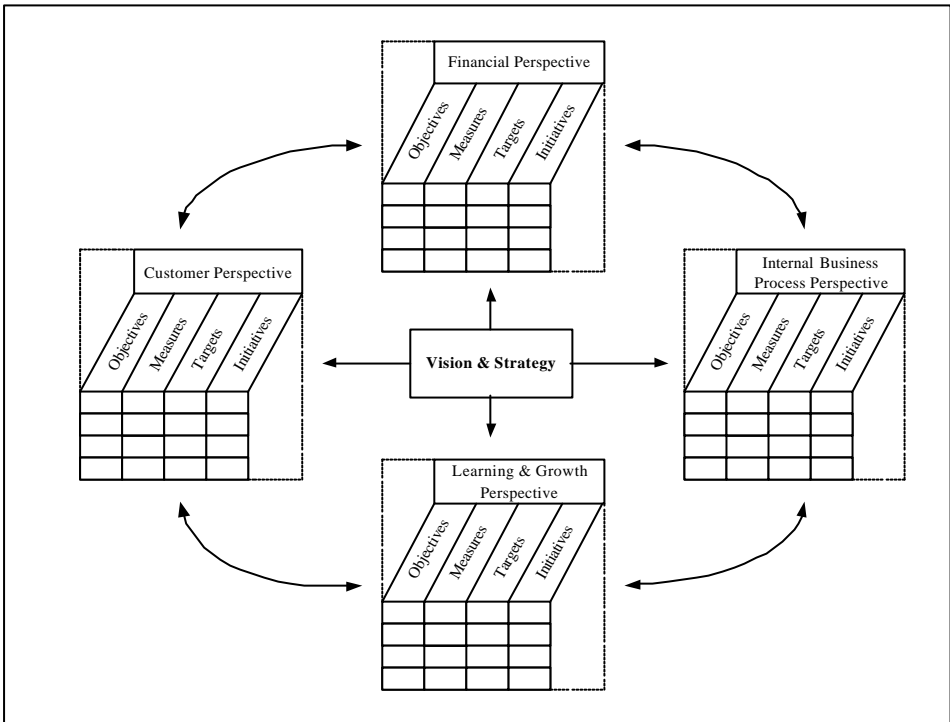 Financial Perspective
Objectives
Measures
Targets
Initiatives
Customer Perspective
Objectives
Measures
Targets
Initiatives
Vision & Strategy
Internal Business
Process Perspective
Objectives
Measures
Targets
Initiatives
Learning & Growth
Perspective
Objectives
Measures
Targets
Initiatives